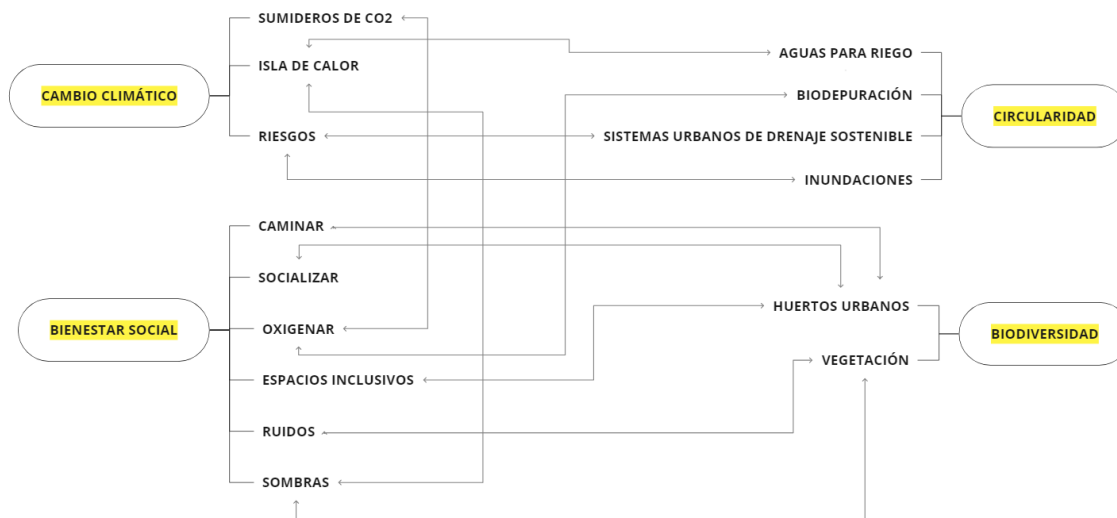 SUMIDEROS DE CO2
ISLA DE CALOR
CAMBIO CLIMÁTICO
RIESGOS
AGUAS PARA RIEGO
BIODEPURACIÓN
CIRCULARIDAD
SISTEMAS URBANOS DE DRENAJE SOSTENIBLE
INUNDACIONES
CAMINAR
SOCIALIZAR
BIENESTAR SOCIAL
OXIGENAR
ESPACIOS INCLUSIVOS
RUIDOS
SOMBRAS
HUERTOS URBANOS
BIODIVERSIDAD
VEGETACIÓN